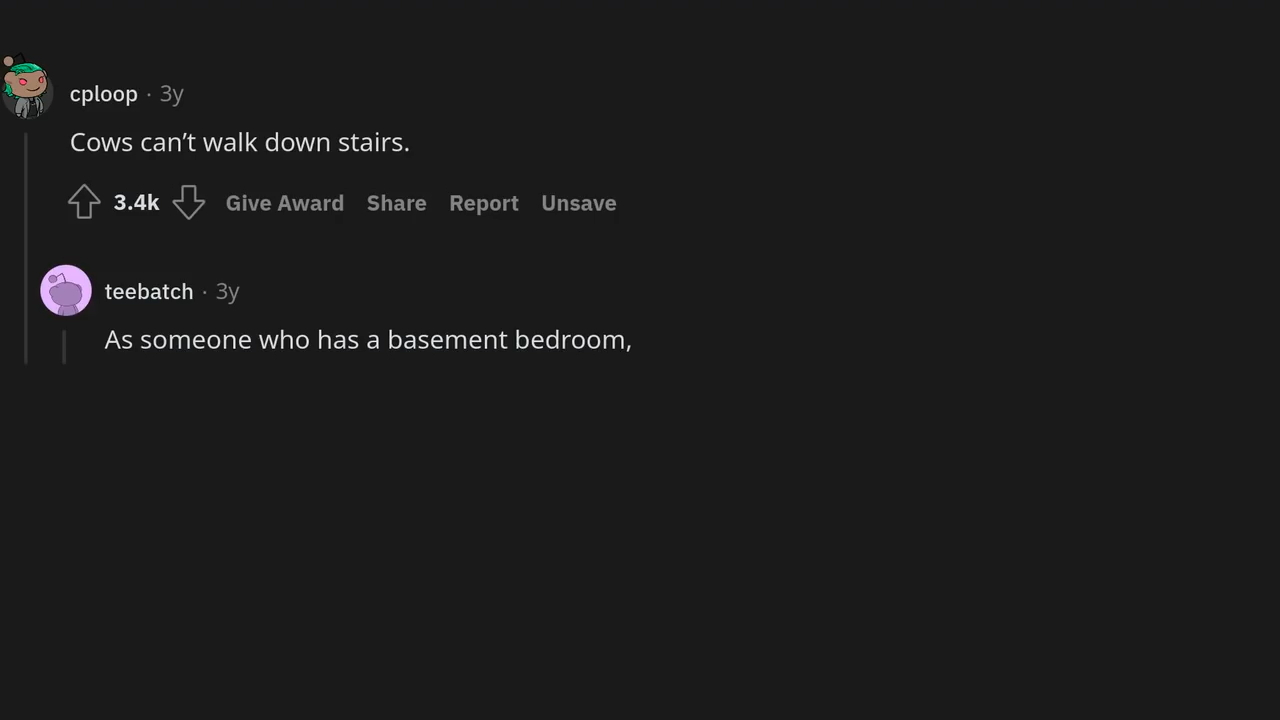 cploop · 3y
Cows can’t walk down stairs.
3.4k Give Award Share Report Unsave
teebatch · 3y
As someone who has a basement bedroom,